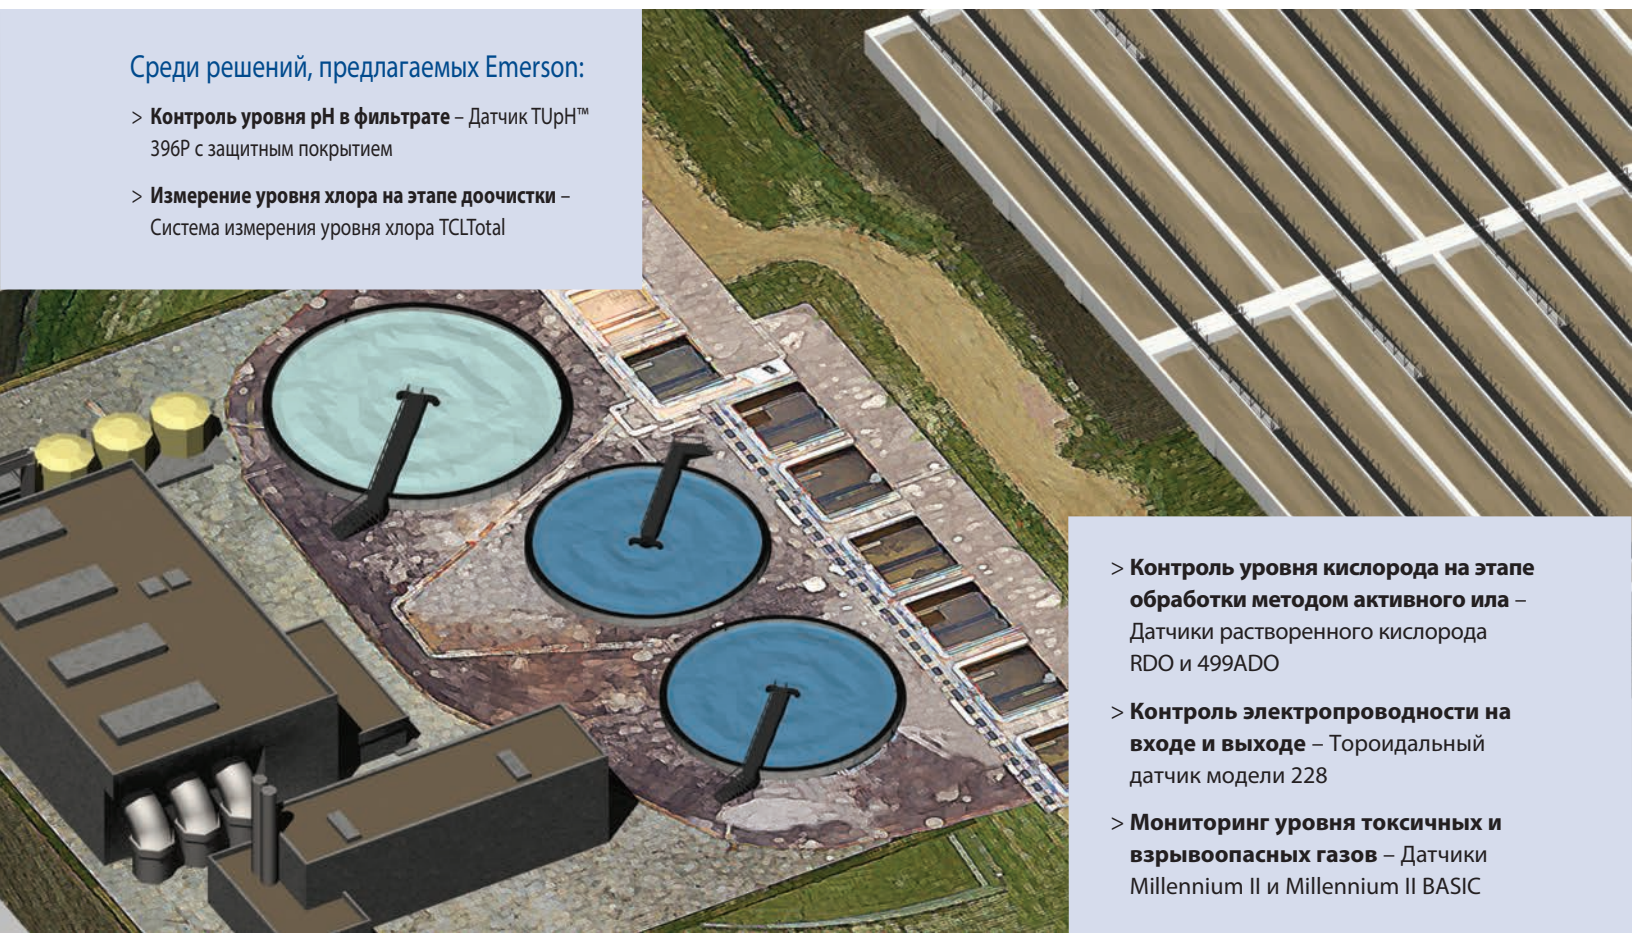 Среди решений, предлагаемых Emerson:
> Контроль уровня pH в фильтрате – Датчик TUpH™
396P с защитным покрытием
> Измерение уровня хлора на этапе доочистки –
Система измерения уровня хлора TCLTotal
> Контроль уровня кислорода на этапе
обработки методом активного ила –
Датчики растворенного кислорода
RDO и 499ADO
> Контроль электропроводности на
входе и выходе – Тороидальный
датчик модели 228
> Мониторинг уровня токсичных и
взрывоопасных газов – Датчики
Millennium II и Millennium II BASIC